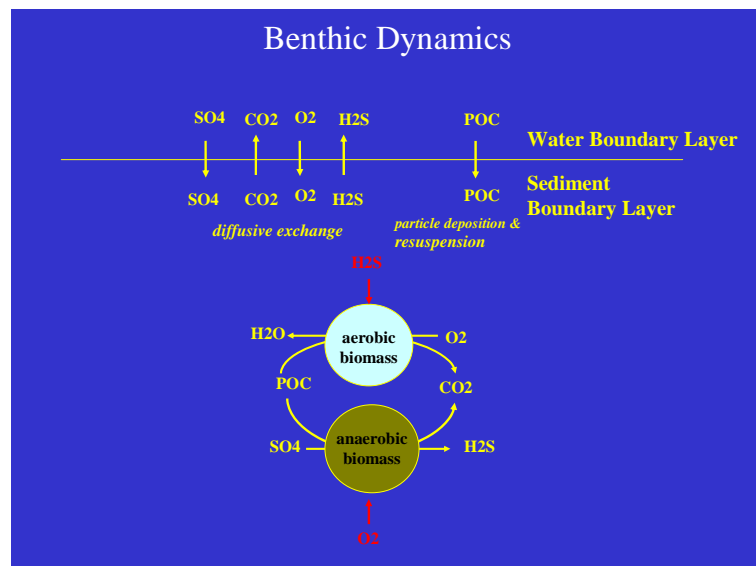 Benthic Dynamics
SO4 CO2 O2 H2S POC
Water Boundary Layer
SO4 CO2 O2 H2S POC
Sediment
Boundary Layer
diffusive exchange
particle deposition &
resuspension
H2S
H2O
aerobic
biomass
O2
POC
CO2
SO4
anaerobic
biomass
H2S
O2